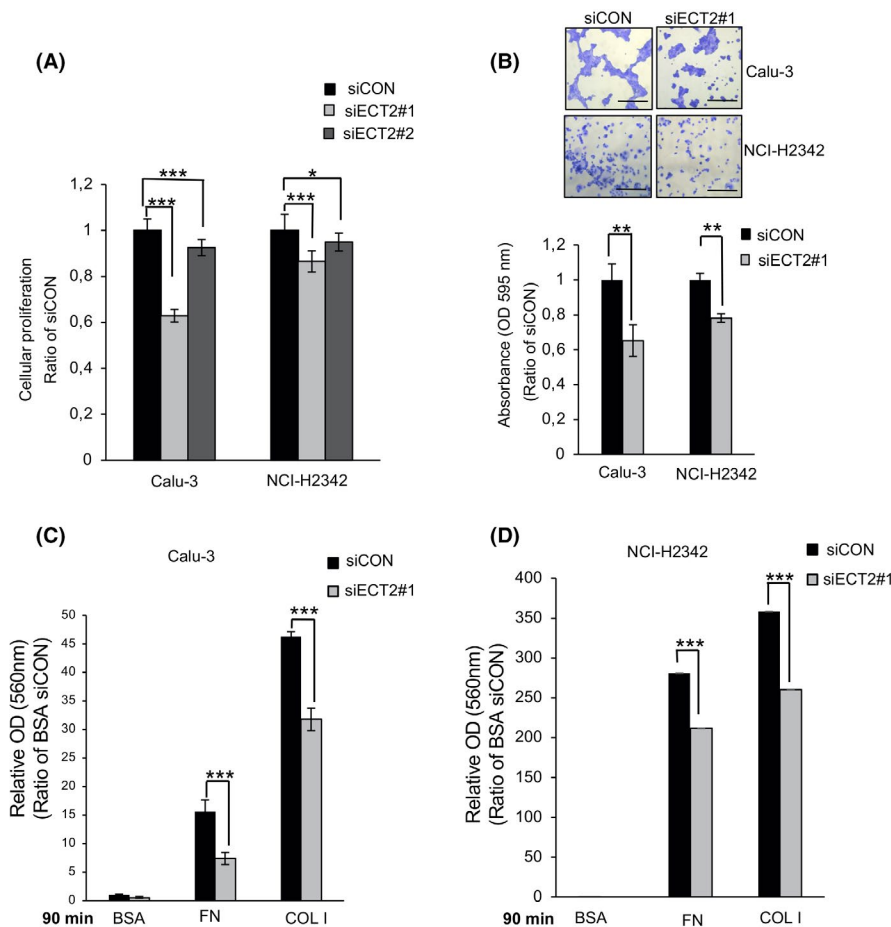 (A)
siCON
siECT2#1
siECT2#2
Cellular proliferation
Ratio of siCON
1,2
1
0,8
0,6
0,4
0,2
0
***
***
*
***
Calu-3
NCI-H2342
(B)
siCON
siECT2#1
Calu-3
NCI-H2342
siCON
siECT2#1
Absorbance (OD 595 nm)
(Ratio of siCON)
1,2
1
0,8
0,6
0,4
0,2
0
**
**
Calu-3
NCI-H2342
(C)
Calu-3
siCON
siECT2#1
Relative OD (560nm)
(Ratio of BSA siCON)
50
45
40
35
30
25
20
15
10
5
0
***
***
90 min
BSA
FN
COL I
(D)
NCI-H2342
siCON
siECT2#1
Relative OD (560nm)
(Ratio of BSA siCON)
400
350
300
250
200
150
100
50
0
***
***
90 min
BSA
FN
COL I